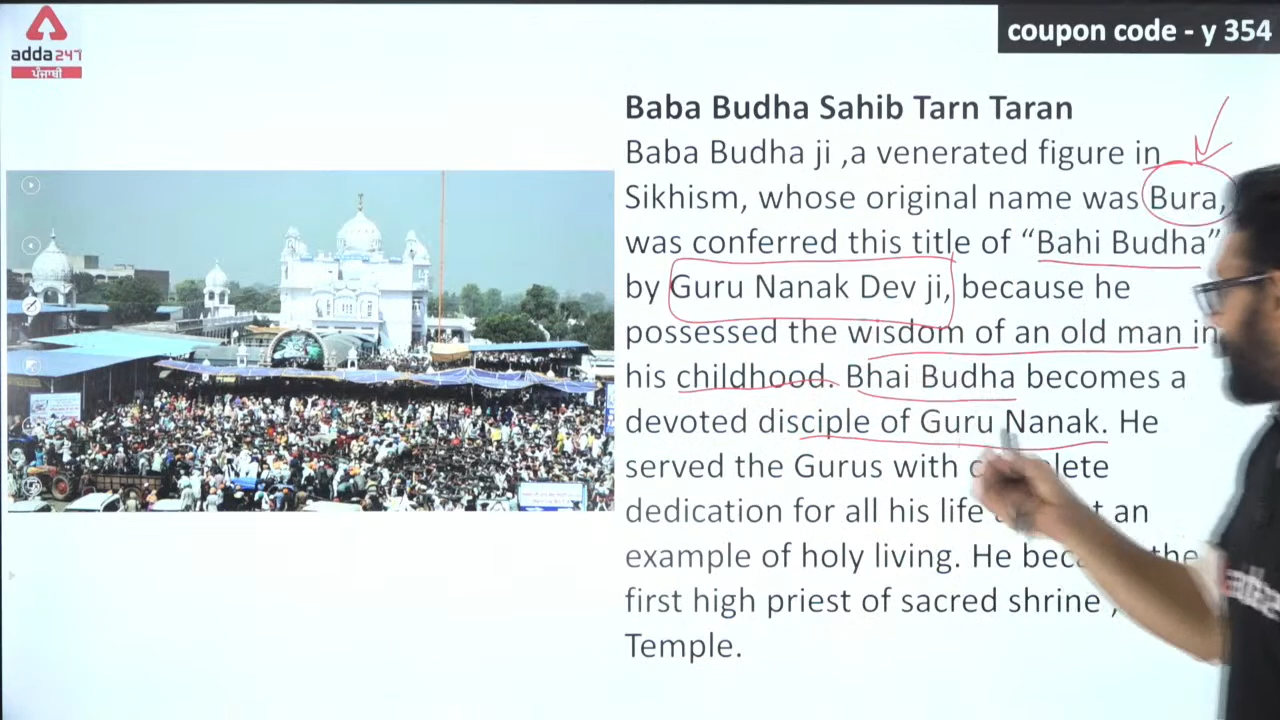 adda247
ਪੰਜਾਬੀ
coupon code - y 354
Baba Budha Sahib Tarn Taran
Baba Budha ji ,a venerated figure in
Sikhism, whose original name was Bura,
was conferred this title of “Bahi Budha”
by Guru Nanak Dev ji, because he
possessed the wisdom of an old man in
his childhood. Bhai Budha becomes a
devoted disciple of Guru Nanak. He
served the Gurus with
dedication for all his life an
example of holy living. He the
first high priest of sacred shrine ,
Temple.